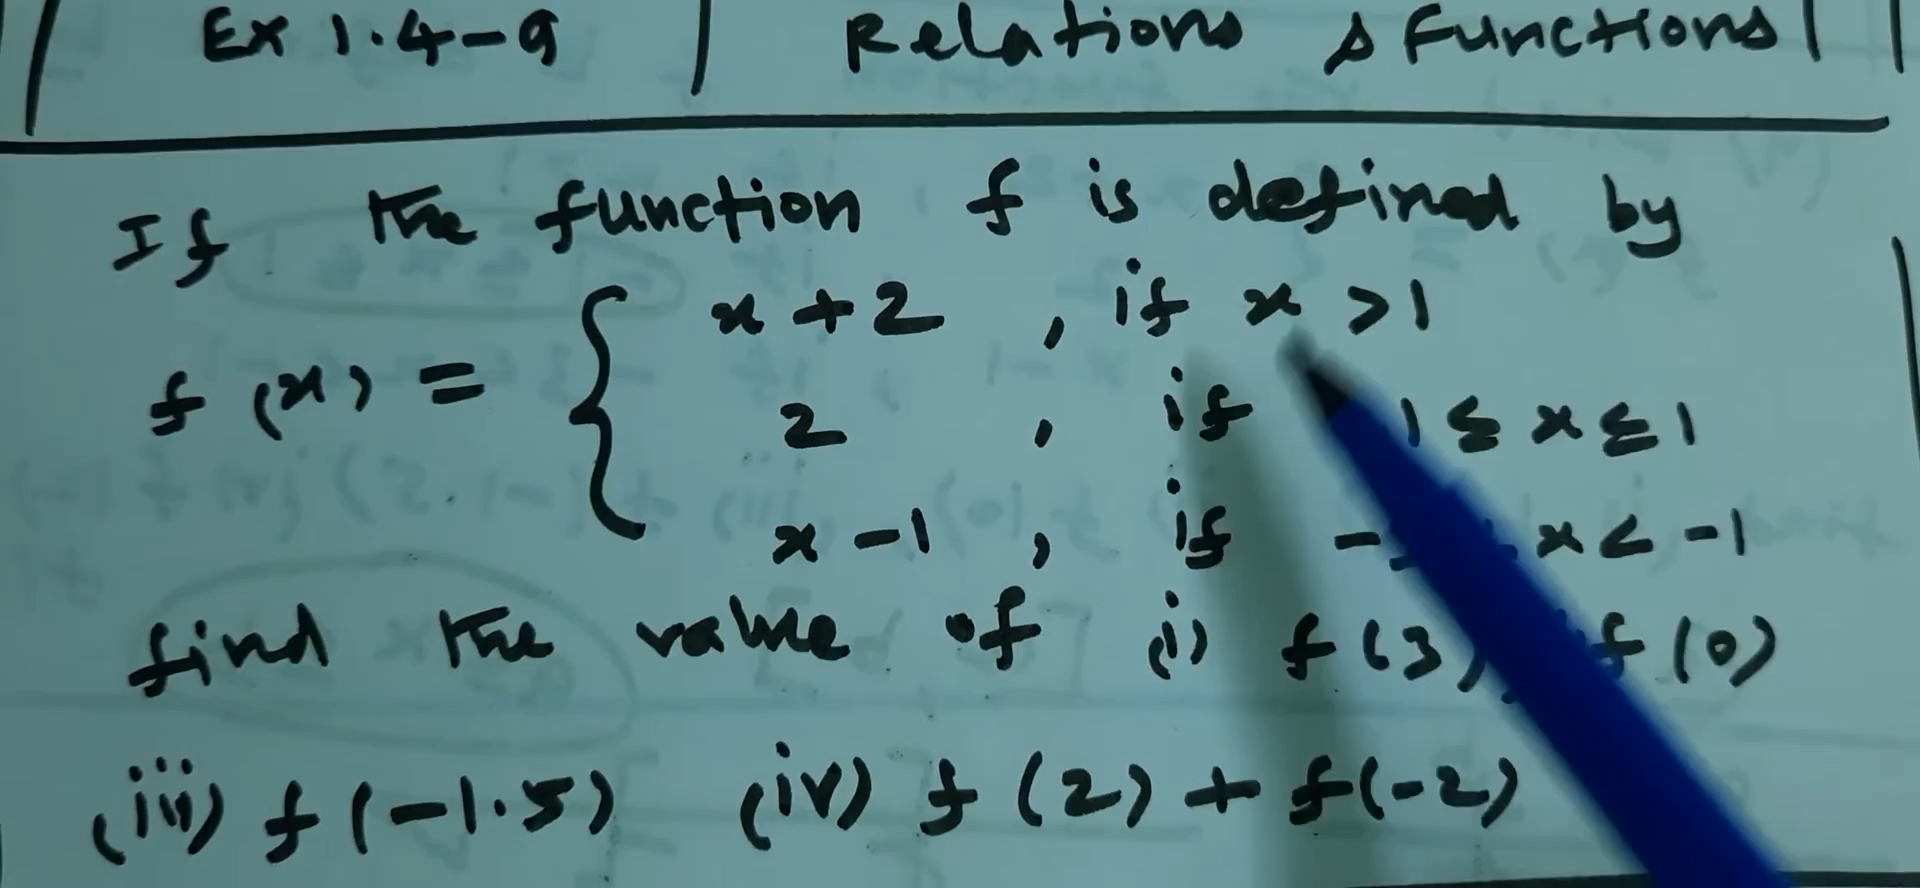 Ex 1.4-9 Relations & Functions
If the function f is defined by
x + 2 , if x > 1
f(x) = 2 , if 1 ≤ x ≤ 1
x - 1 , if - x < -1
find the value of (i) f(3) f(0)
(iii) f(-1.5) (iv) f(2) + f(-2)